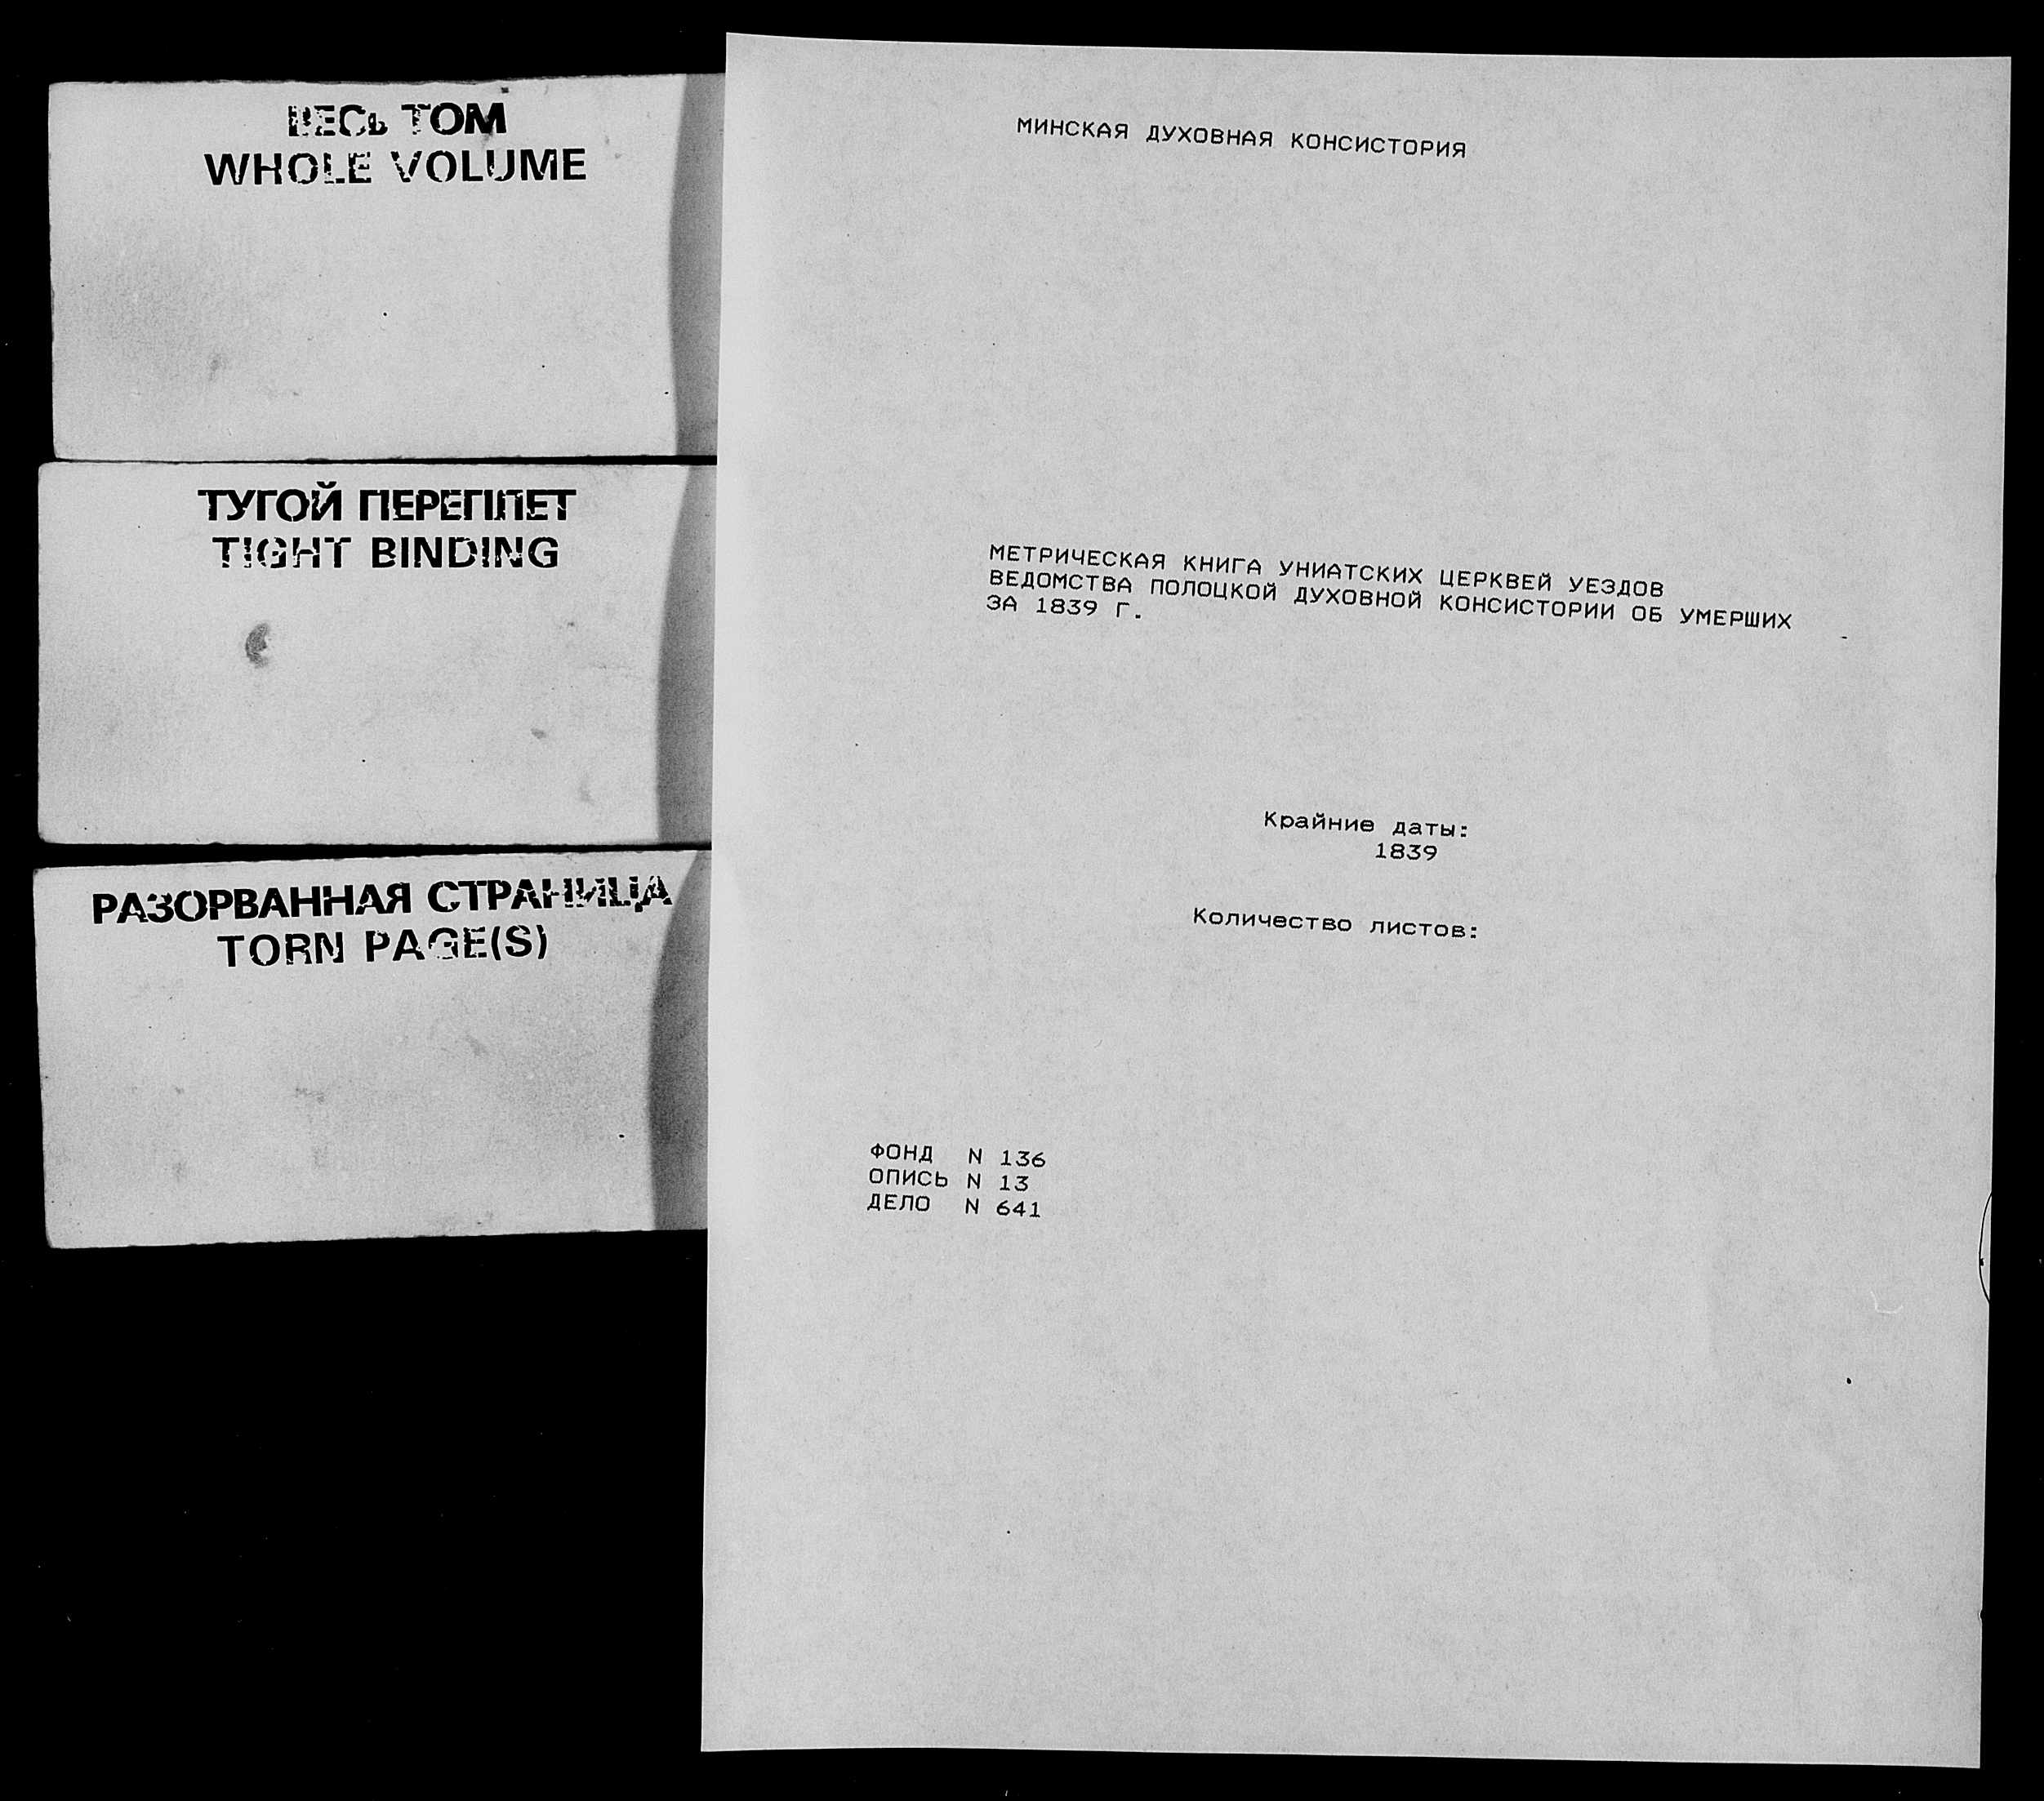 ВЕСЬ ТОМ
WHOLE VOLUME
ТУГОЙ ПЕРЕПЛЕТ
TIGHT BINDING
РАЗОРВАННАЯ СТРАНИЦА
TORN PAGE(S)
МИНСКАЯ ДУХОВНАЯ КОНСИСТОРИЯ
МЕТРИЧЕСКАЯ КНИГА УНИАТСКИХ ЦЕРКВЕЙ УЕЗДОВ
ВЕДОМСТВА ПОЛОЦКОЙ ДУХОВНОЙ КОНСИСТОРИИ ОБ УМЕРШИХ
ЗА 1839 Г.
Крайние даты:
1839
Количество листов:
ФОНД N 136
ОПИСЬ N 13
ДЕЛО N 641